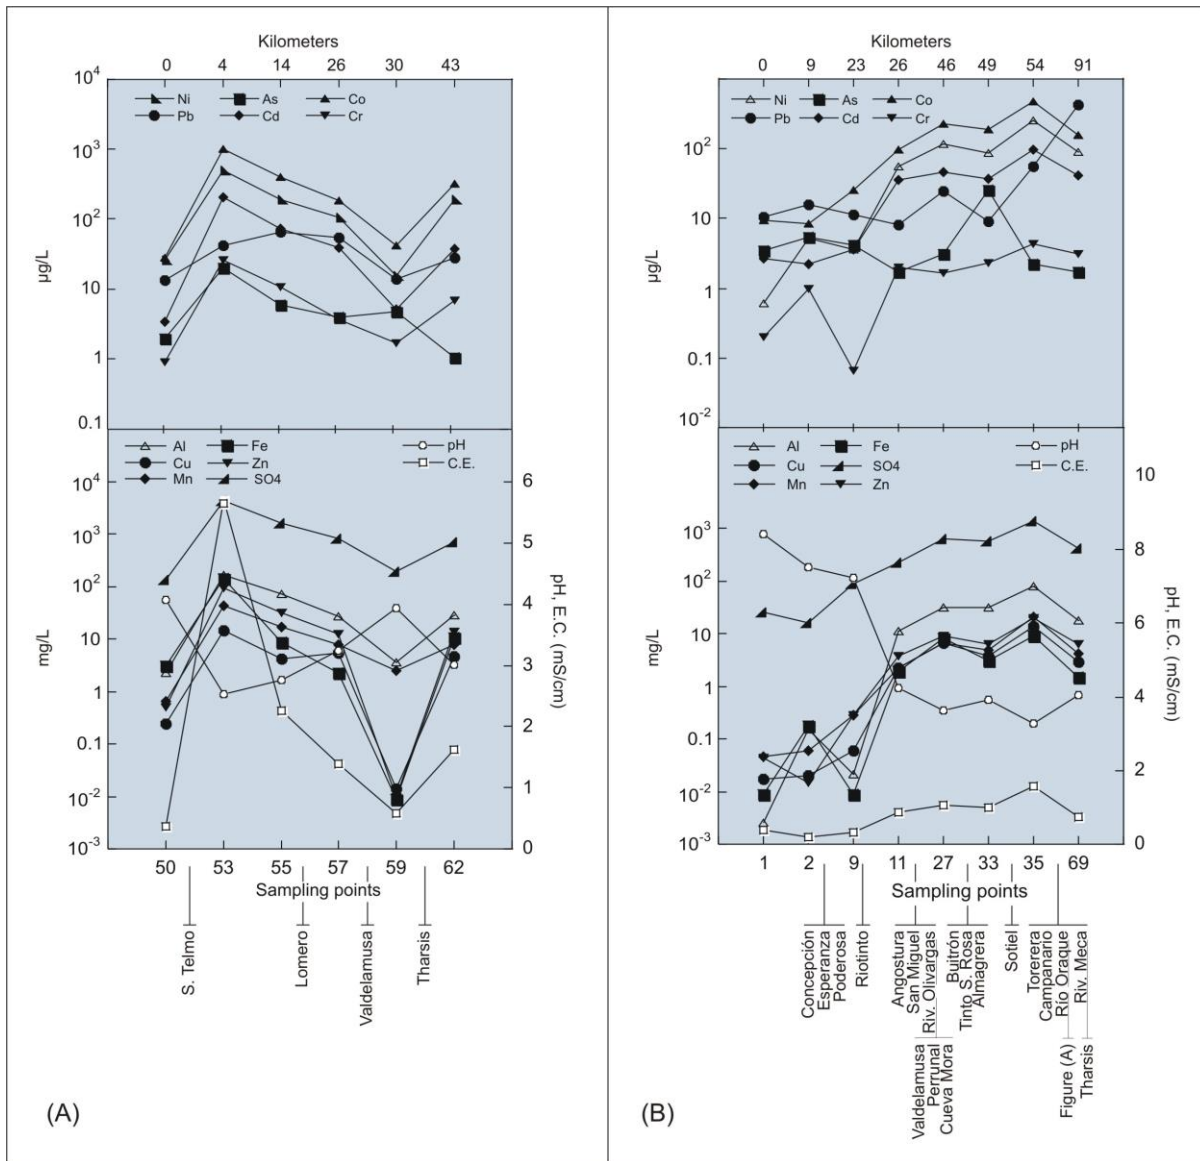 Kilometers
0 4 14 26 30 43
10⁴
10³
10²
10
1
0.1
µg/L
Ni As Co
Pb Cd Cr
Al Fe pH
Cu Zn C.E.
Mn SO4
10⁴
10³
10²
10
1
0.1
10⁻²
10⁻³
mg/L
6
5
4
3
2
1
0
pH, E.C. (mS/cm)
50 53 55 57 59 62
Sampling points
S. Telmo
Lomero
Valdelamusa
Tharsis
(A)
Kilometers
0 9 23 26 46 49 54 91
10²
10
1
0.1
10⁻²
µg/L
Ni As Co
Pb Cd Cr
Al Fe pH
Cu SO4 C.E.
Mn Zn
10³
10²
10
1
0.1
10⁻²
10⁻³
mg/L
10
8
6
4
2
0
pH, E.C. (mS/cm)
1 2 9 11 27 33 35 69
Sampling points
Concepción
Esperanza
Poderosa
Riotinto
Angostura
San Miguel
Riv. Olivargas
Valdelamusa
Perrunal
Cueva Mora
Buitrón
Tinto S. Rosa
Almagrera
Sotiel
Torerera
Campanario
Río Oraque
Riv. Meca
Figure (A)
Tharsis
(B)